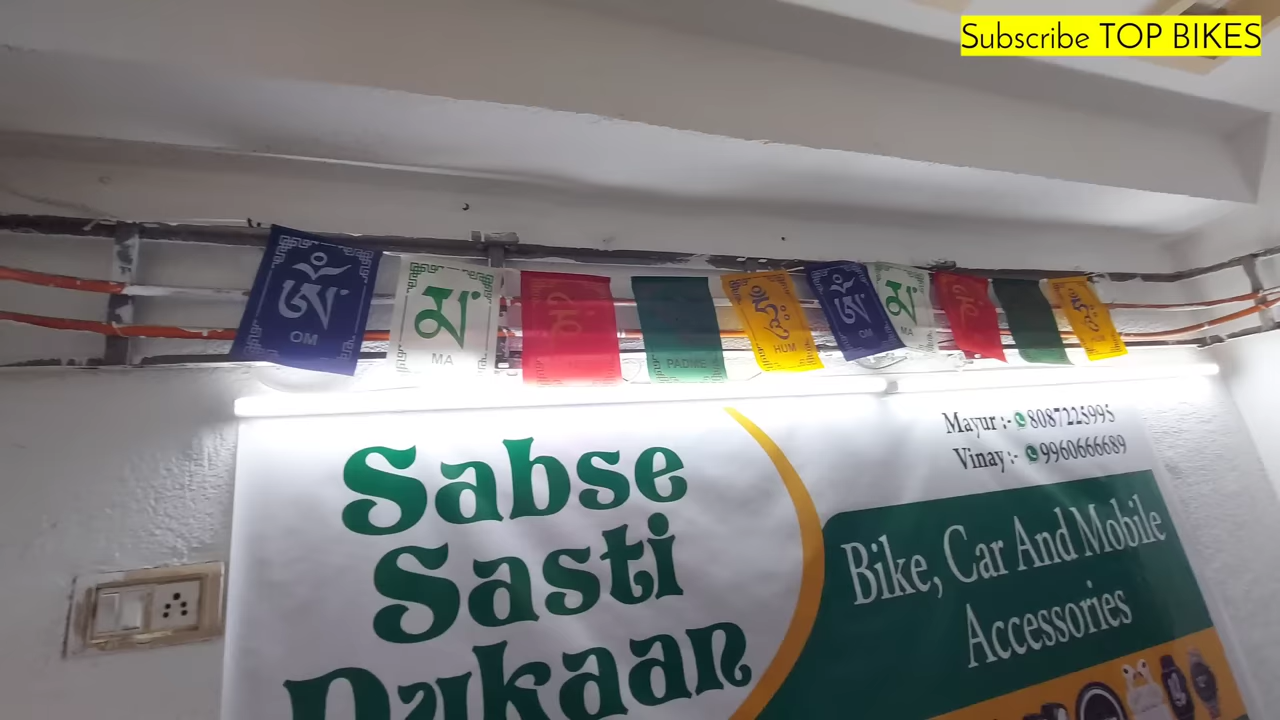 Subscribe TOP BIKES
ॐ
OM
म
MA
PADME
HUM
OM
MA
Sabse
Sasti
Dukaan
Mayur :- 8087225995
Vinay :- 9960666689
Bike, Car And Mobile
Accessories